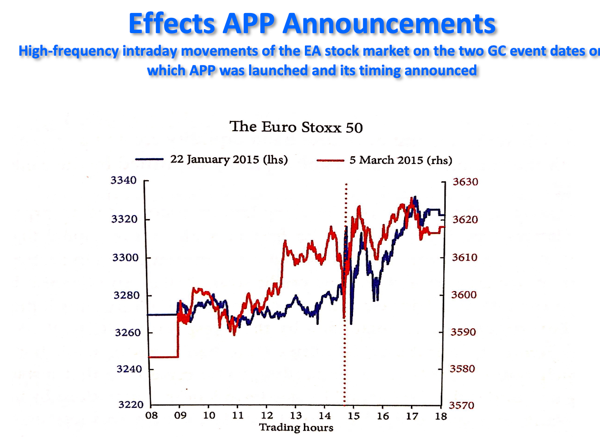 Effects APP Announcements
High-frequency intraday movements of the EA stock market on the two GC event dates on
which APP was launched and its timing announced
The Euro Stoxx 50
22 January 2015 (lhs) 5 March 2015 (rhs)
3340 3630
3320 3620
3300 3610
3280 3600
3260 3590
3240 3580
3220 3570
08 09 10 11 12 13 14 15 16 17 18
Trading hours